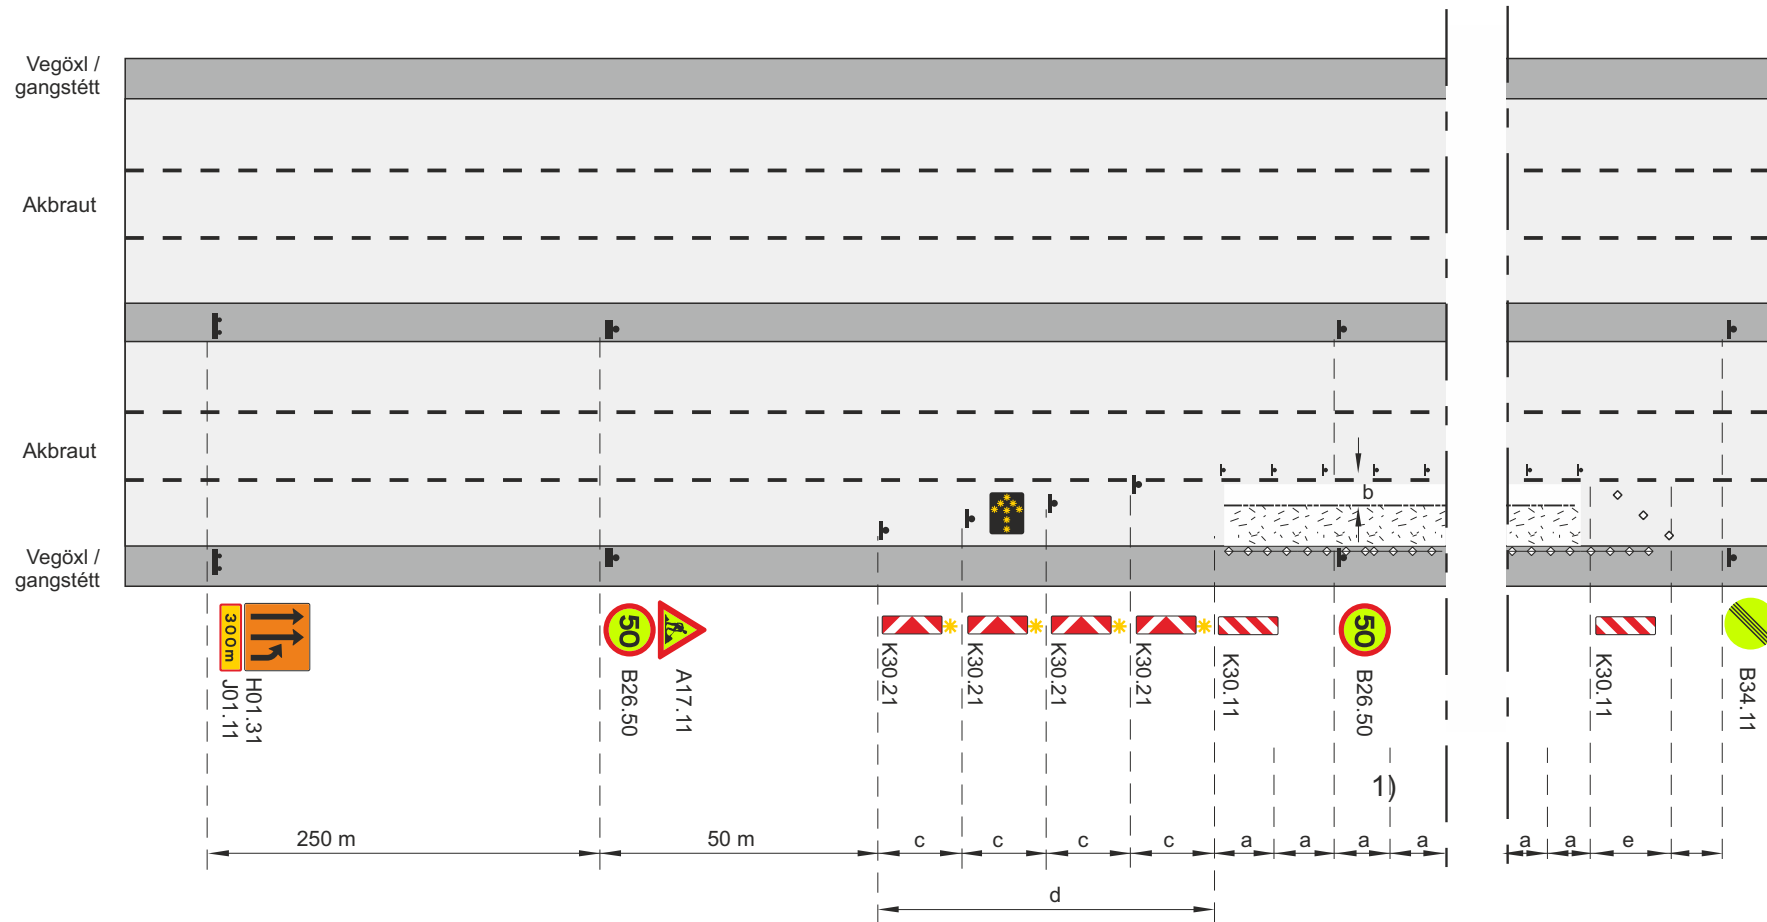 Vegöxl /
gangstétt
Akbraut
Akbraut
Vegöxl /
gangstétt
b
300m
J01.11
H01.31
50
B26.50
A17.11
K30.21
K30.21
K30.21
K30.21
K30.11
50
B26.50
K30.11
B34.11
1)
250 m
50 m
c
c
c
c
a
a
a
a
a
a
e
d